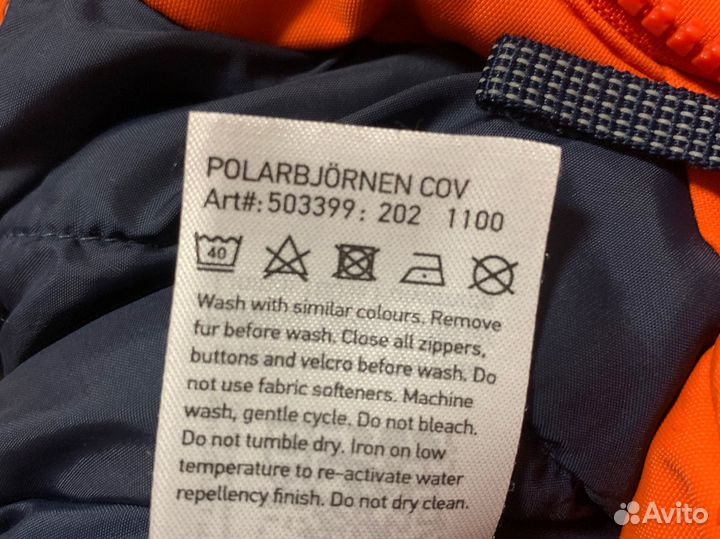 POLARBJÖRNEN COV
Art#: 503399: 202 1100
40
Wash with similar colours. Remove
fur before wash. Close all zippers,
buttons and velcro before wash. Do
not use fabric softeners. Machine
wash, gentle cycle. Do not bleach.
Do not tumble dry. Iron on low
temperature to re-activate water
repellency finish. Do not dry clean.
Avito